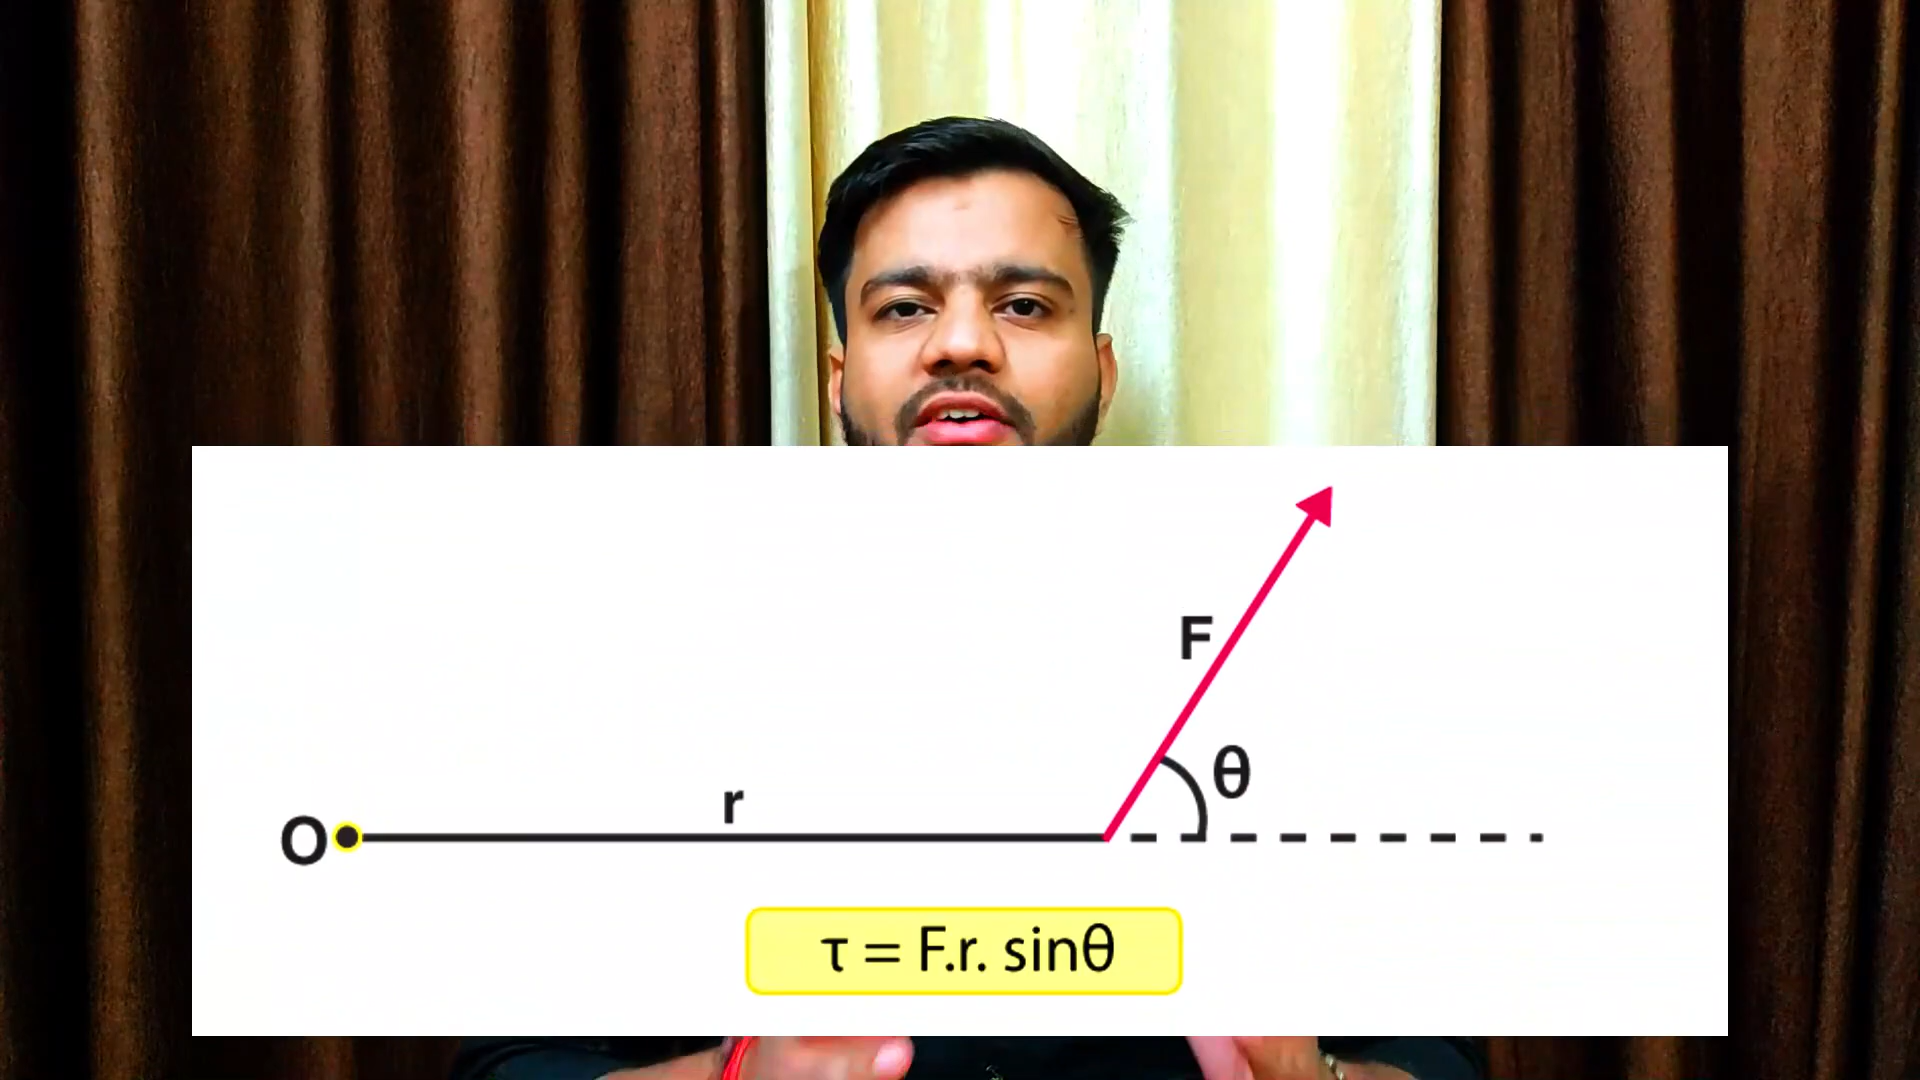 F
θ
r
O
τ = F.r. sinθ